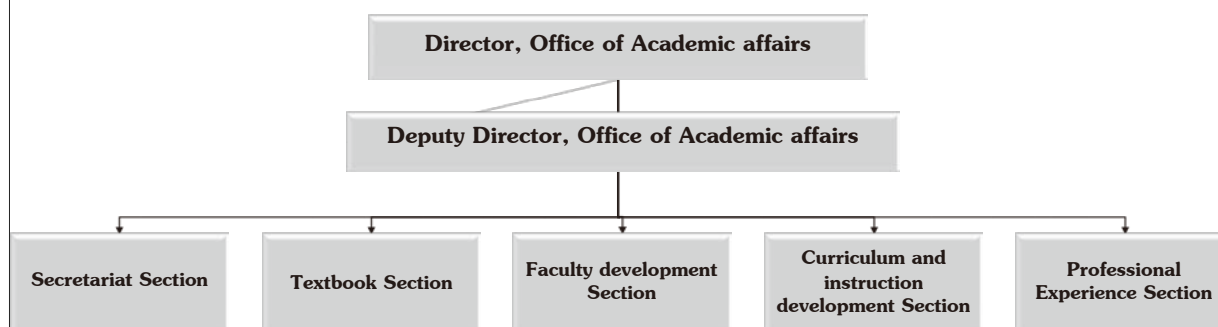 Director, Office of Academic affairs
Deputy Director, Office of Academic affairs
Secretariat Section
Textbook Section
Faculty development
Section
Curriculum and
instruction
development Section
Professional
Experience Section